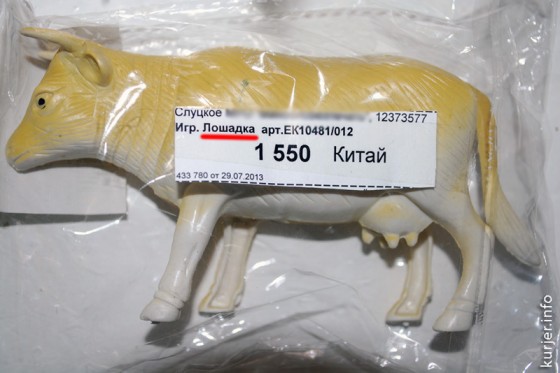 Слуцкое , 12373577
Игр. Лошадка арт.ЕК10481/012
1 550 Китай
433 780 от 29.07.2013
kurjer.info